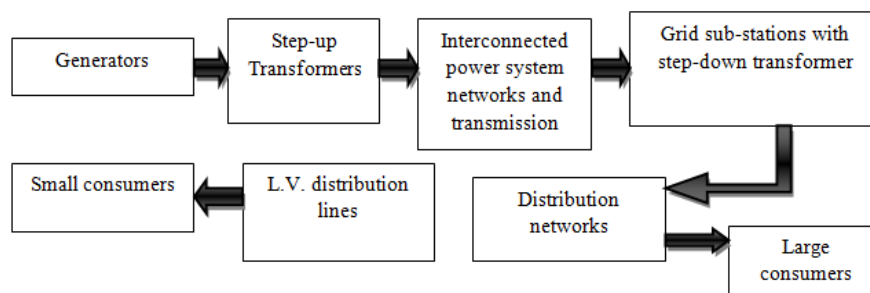 Generators
Step-up
Transformers
Interconnected
power system
networks and
transmission
Grid sub-stations with
step-down transformer
Small consumers
L.V. distribution
lines
Distribution
networks
Large
consumers